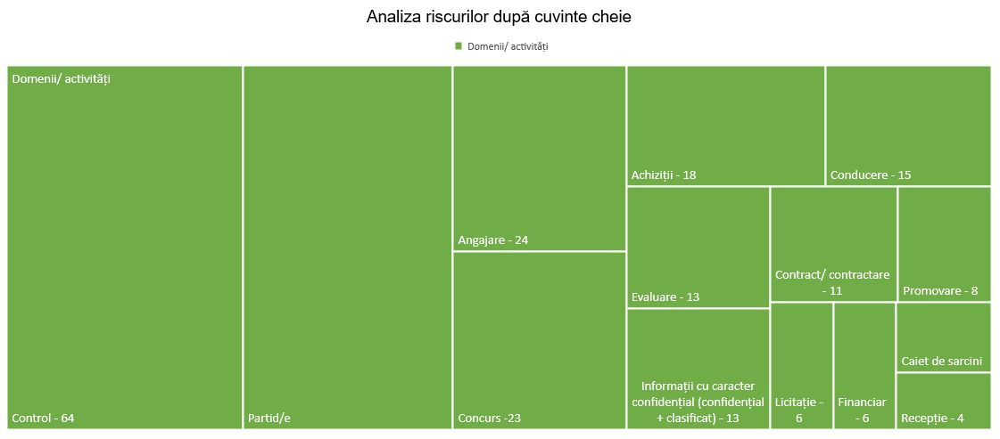 Analiza riscurilor după cuvinte cheie
Domenii/ activități
Domenii/ activități
Control - 64
Partid/e
Angajare - 24
Concurs -23
Achiziții - 18
Conducere - 15
Evaluare - 13
Informații cu caracter
confidențial (confidențial
+ clasificat) - 13
Contract/ contractare
- 11
Promovare - 8
Licitație -
6
Financiar
- 6
Caiet de sarcini
Recepție - 4